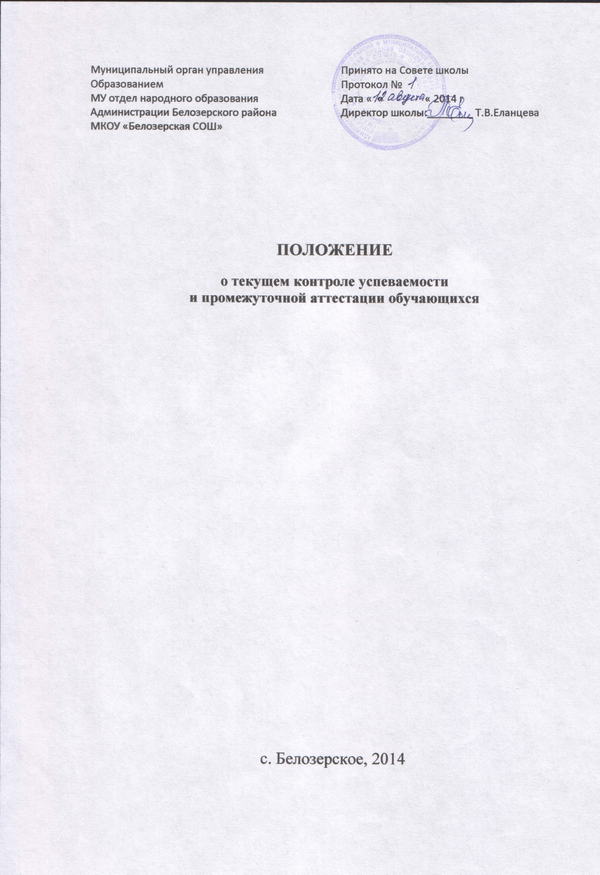 Муниципальный орган управления
Образованием
МУ отдел народного образования
Администрации Белозерского района
МКОУ «Белозерская СОШ»
Принято на Совете школы
Протокол № 1
Дата «12 августа« 2014 г
Директор школы:________ Т.В.Еланцева
ПОЛОЖЕНИЕ
о текущем контроле успеваемости
и промежуточной аттестации обучающихся
с. Белозерское, 2014